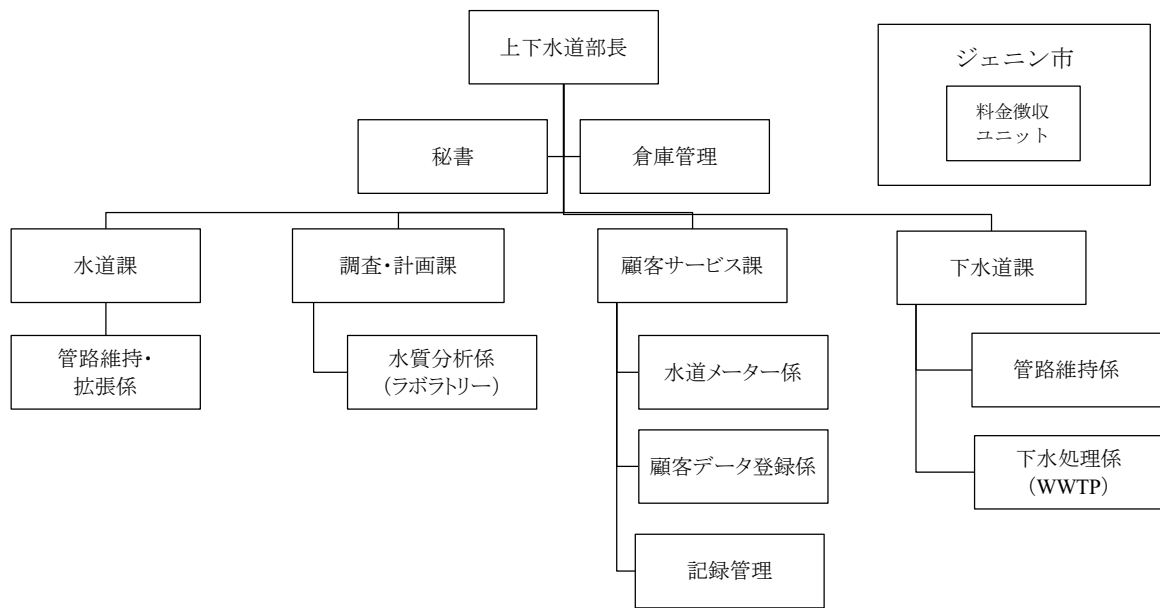 上下水道部長
ジェニン市
料金徴収
ユニット
秘書
倉庫管理
水道課
調査・計画課
顧客サービス課
下水道課
管路維持・
拡張係
水質分析係
（ラボラトリー）
水道メーター係
顧客データ登録係
記録管理
管路維持係
下水処理係
（WWTP）